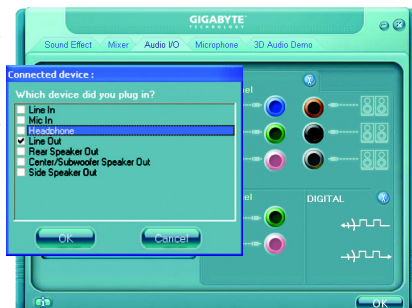 GIGABYTE
TECHNOLOGY
Sound Effect Mixer Audio I/O Microphone 3D Audio Demo
Connected device :
Which device did you plug in?
Line In
Mic In
Headphone
Line Out
Rear Speaker Out
Center/Subwoofer Speaker Out
Side Speaker Out
OK Cancel
DIGITAL
OK